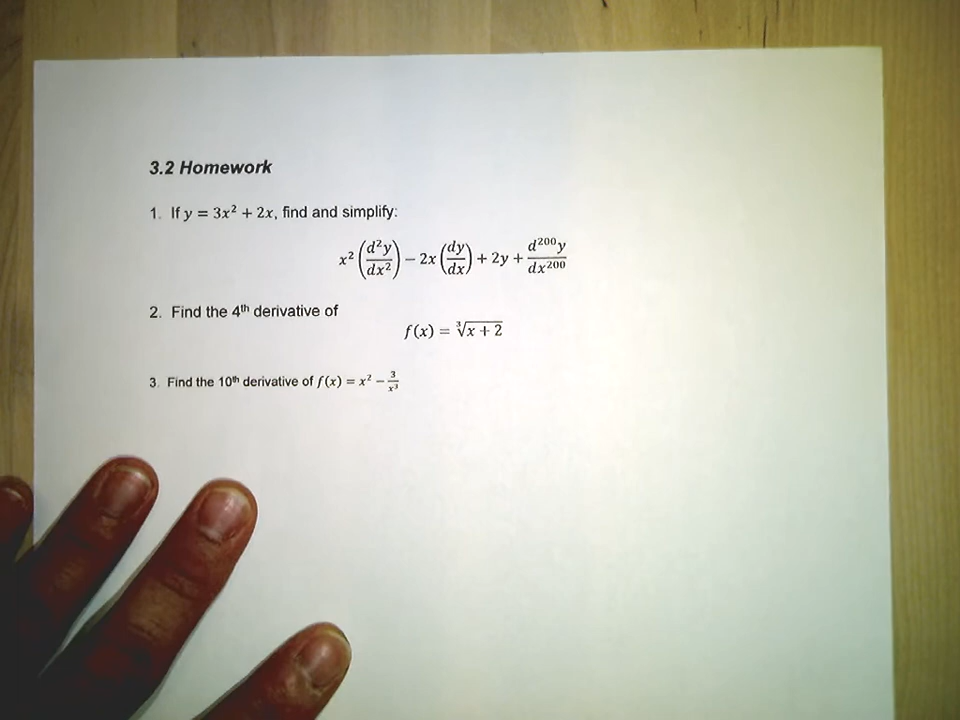 3.2 Homework
1. If y = 3x² + 2x, find and simplify:
x² (d²y/dx²) − 2x (dy/dx) + 2y + d²⁰⁰y/dx²⁰⁰
2. Find the 4th derivative of
f(x) = ∛(x + 2)
3. Find the 10th derivative of f(x) = x² − 3/x³